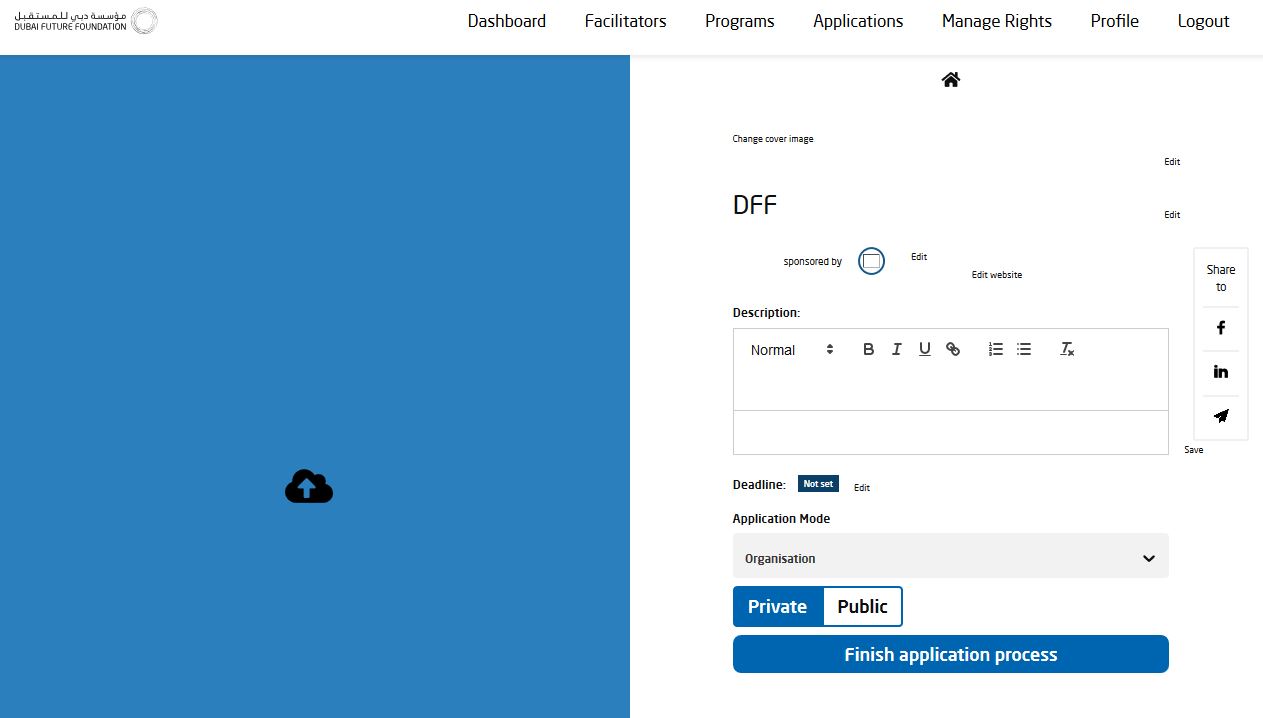 مؤسسة دبي للمستقبل
DUBAI FUTURE FOUNDATION
Dashboard Facilitators Programs Applications Manage Rights Profile Logout
Change cover image
Edit
DFF
Edit
sponsored by Edit
Edit website
Share
to
Description:
Normal
Save
Deadline: Not set Edit
Application Mode
Organisation
Private Public
Finish application process